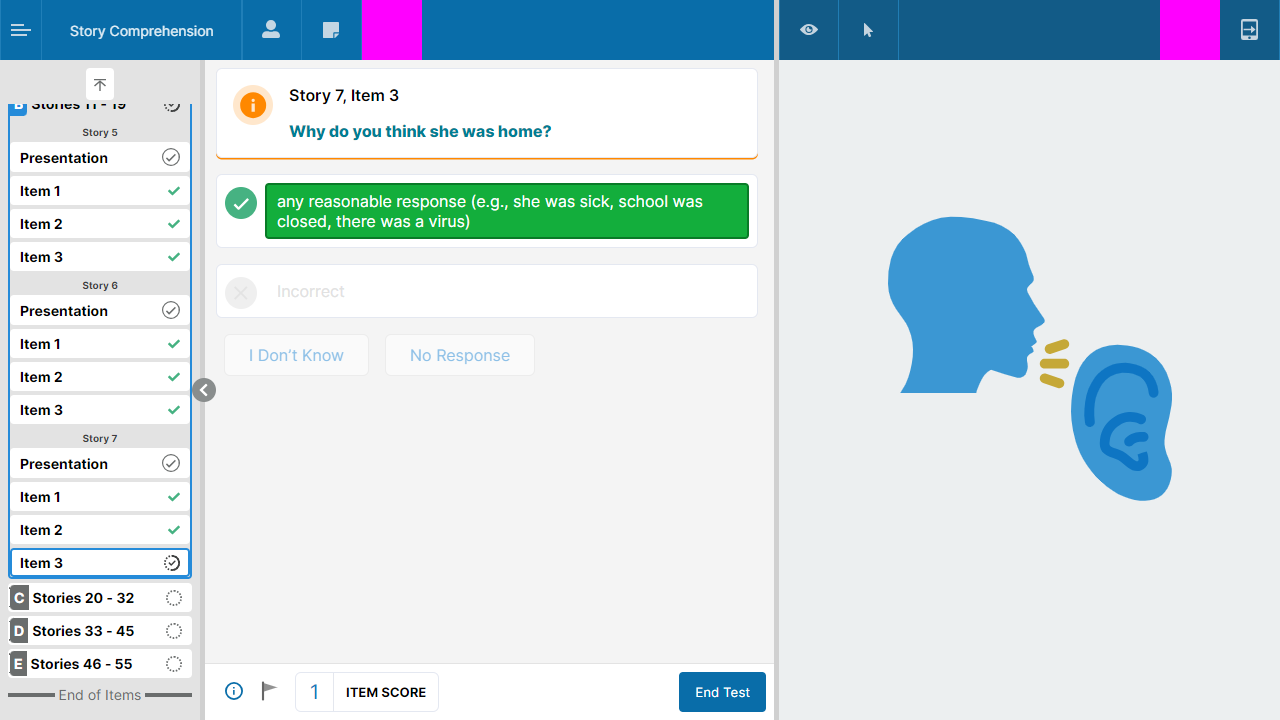 Story Comprehension
B Stories 11 - 19
Story 5
Presentation
Item 1
Item 2
Item 3
Story 6
Presentation
Item 1
Item 2
Item 3
Story 7
Presentation
Item 1
Item 2
Item 3
C Stories 20 - 32
D Stories 33 - 45
E Stories 46 - 55
End of Items
Story 7, Item 3
Why do you think she was home?
any reasonable response (e.g., she was sick, school was
closed, there was a virus)
Incorrect
I Don't Know
No Response
1 ITEM SCORE
End Test